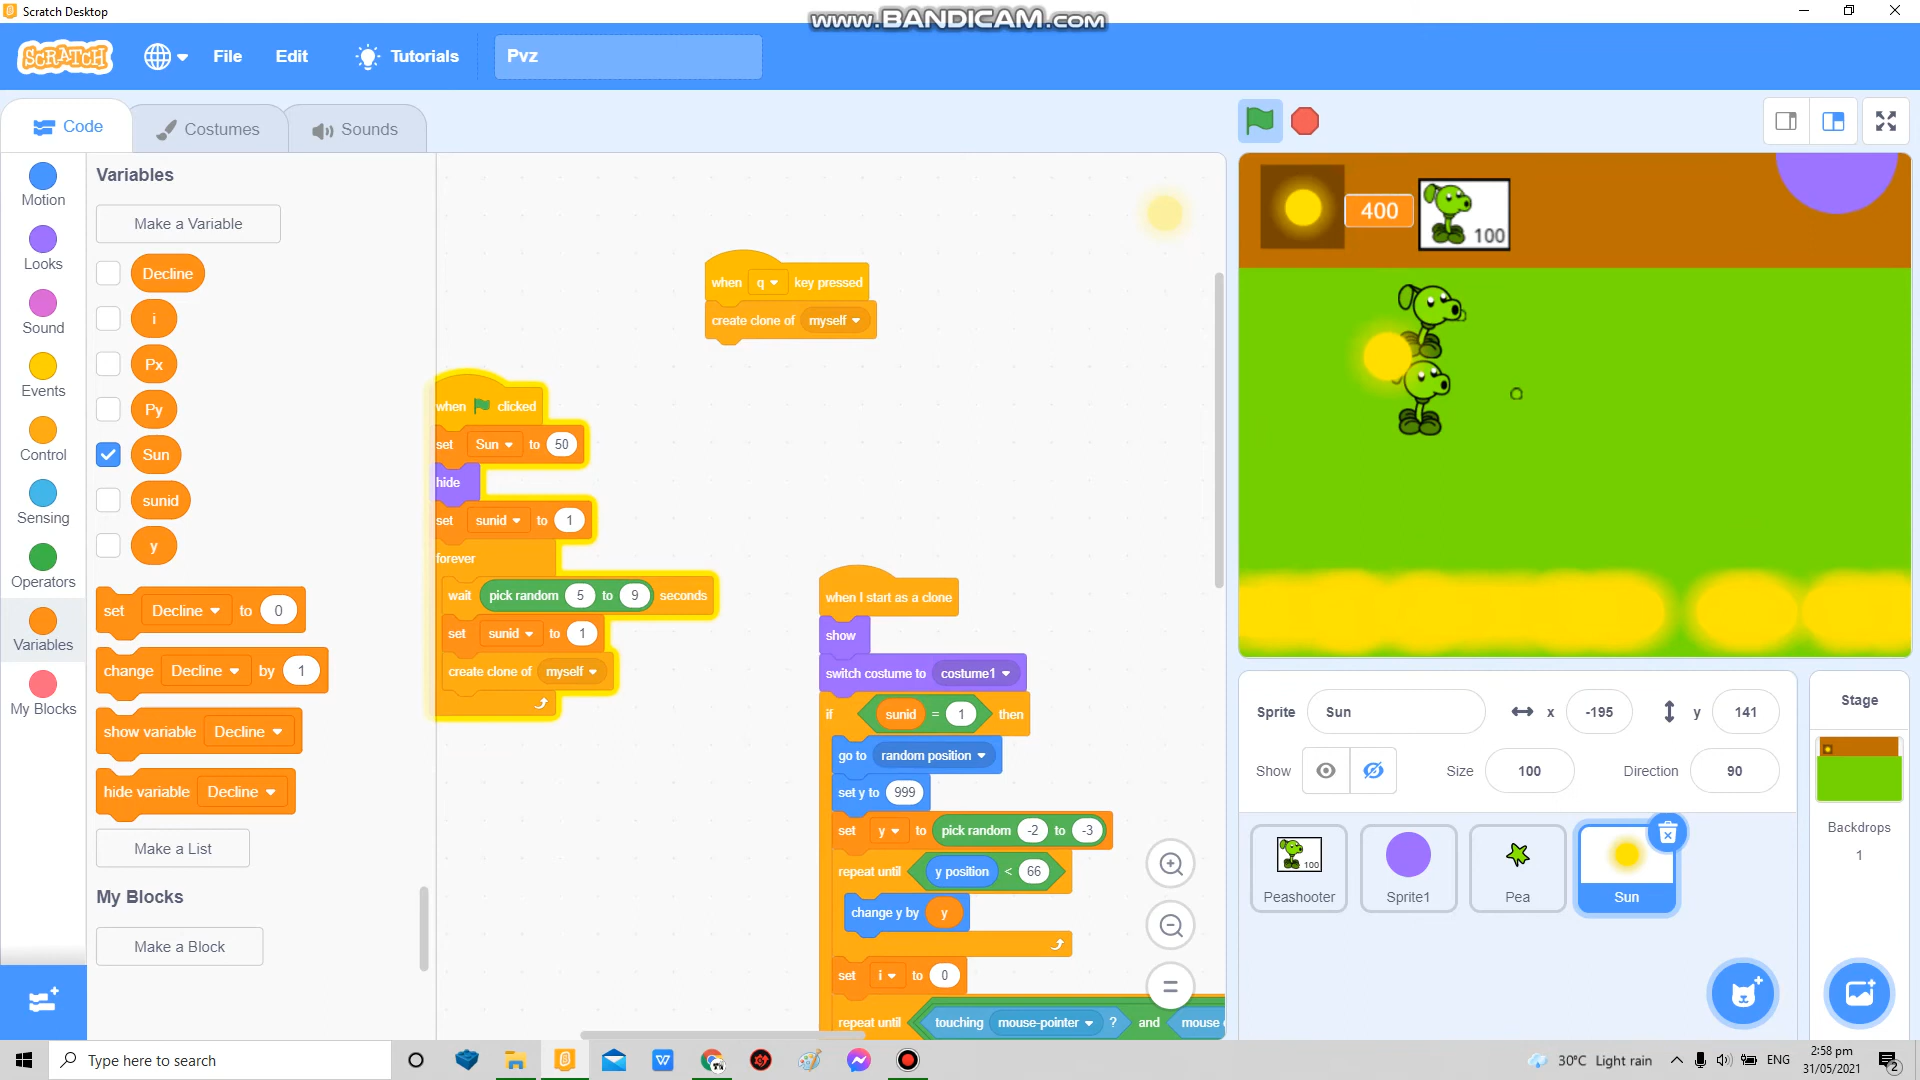 Scratch Desktop
www.BANDICAM.com
SCRATCH
File
Edit
Tutorials
Pvz
Code
Costumes
Sounds
Motion
Looks
Sound
Events
Control
Sensing
Operators
Variables
My Blocks
Variables
Make a Variable
Decline
i
Px
Py
Sun
sunid
y
set Decline to 0
change Decline by 1
show variable Decline
hide variable Decline
Make a List
My Blocks
Make a Block
when q key pressed
create clone of myself
when clicked
set Sun to 50
hide
set sunid to 1
forever
wait pick random 5 to 9 seconds
set sunid to 1
create clone of myself
when I start as a clone
show
switch costume to costume1
if sunid = 1 then
go to random position
set y to 999
set y to pick random -2 to -3
repeat until y position < 66
change y by y
set i to 0
repeat until touching mouse-pointer ? and mouse
400
100
Sprite Sun x -195 y 141
Show Size 100 Direction 90
100
Peashooter
Sprite1
Pea
Sun
Stage
Backdrops
1
Type here to search
30°C Light rain
ENG
2:58 pm
31/05/2021
2